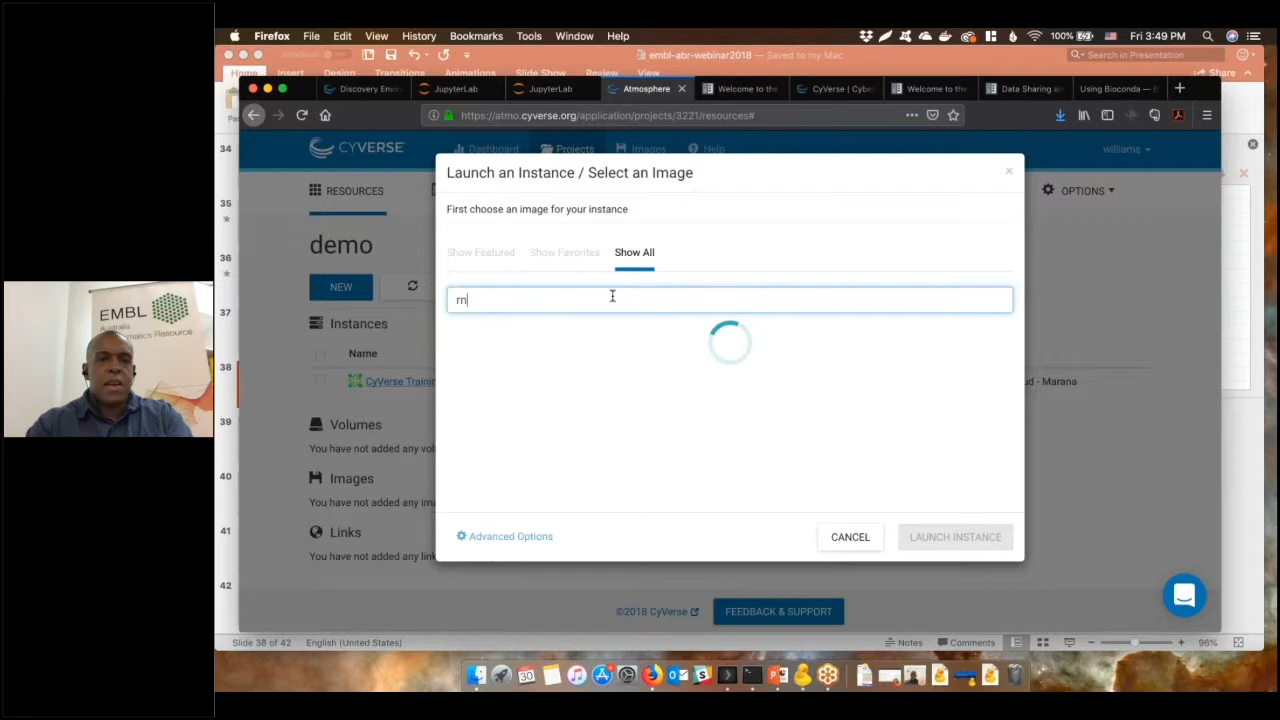 Firefox File Edit View History Bookmarks Tools Window Help
100% Fri 3:49 PM
embl-abr-webinar2018 — Saved to my Mac
Search in Presentation
Home Insert Design Transitions Animations Slide Show Review View
Share
Discovery Envir
JupyterLab
JupyterLab
Atmosphere
Welcome to the
CyVerse | Cybe
Welcome to the
Data Sharing an
Using Bioconda —
https://atmo.cyverse.org/application/projects/3221/resources#
CYVERSE
Dashboard Projects Images Help
williams
RESOURCES
OPTIONS
demo
NEW
Instances
Name
CyVerse Trainin
ud - Marana
Volumes
You have not added any vol
Images
You have not added any ima
Links
You have not added any link
Launch an Instance / Select an Image
×
First choose an image for your instance
Show Featured Show Favorites Show All
rn
Advanced Options
CANCEL
LAUNCH INSTANCE
©2018 CyVerse
FEEDBACK & SUPPORT
34
35
36
37
38
39
40
41
42
Slide 38 of 42 English (United States)
Notes Comments 96%
EMBL
Australia
formatics Resource
30